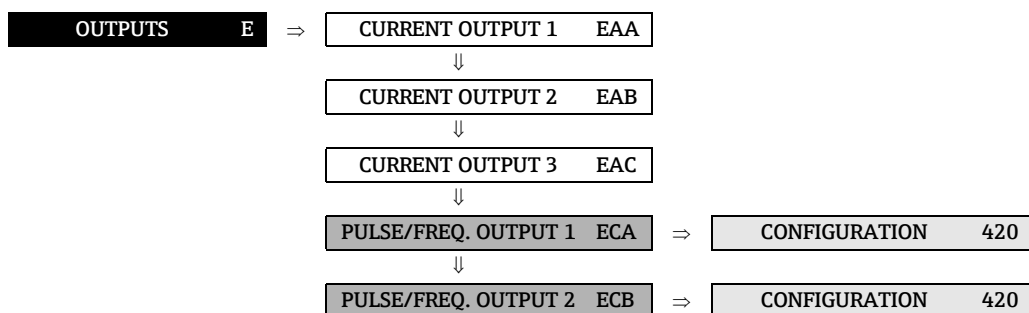 OUTPUTS E ⇒ CURRENT OUTPUT 1 EAA
⇓
CURRENT OUTPUT 2 EAB
⇓
CURRENT OUTPUT 3 EAC
⇓
PULSE/FREQ. OUTPUT 1 ECA ⇒ CONFIGURATION 420
⇓
PULSE/FREQ. OUTPUT 2 ECB ⇒ CONFIGURATION 420